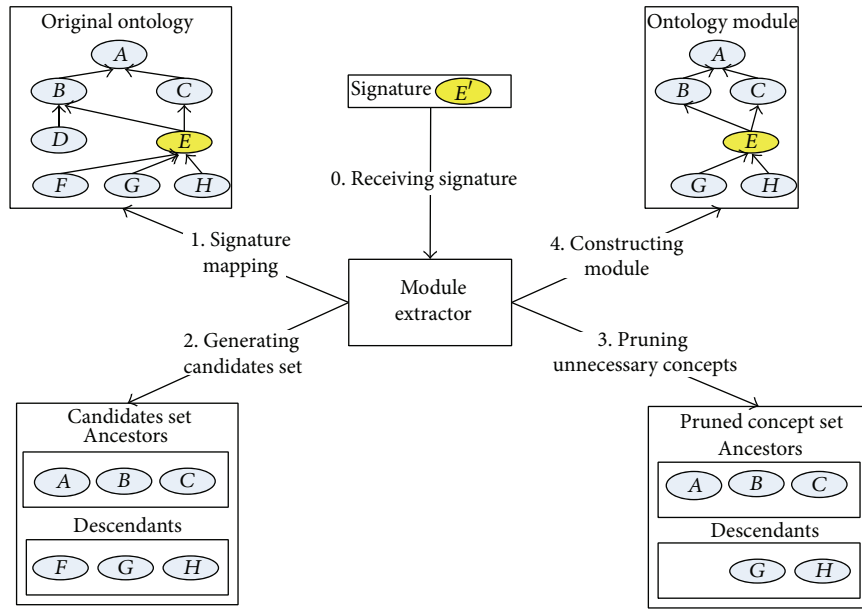 Original ontology
A
B
C
D
E
F
G
H
Signature E′
0. Receiving signature
Ontology module
A
B
C
E
G
H
1. Signature
mapping
Module
extractor
4. Constructing
module
2. Generating
candidates set
3. Pruning
unnecessary concepts
Candidates set
Ancestors
A B C
Descendants
F G H
Pruned concept set
Ancestors
A B C
Descendants
G H